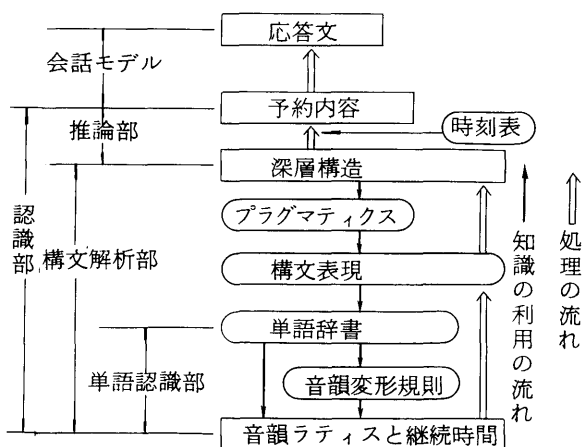 応答文
会話モデル
予約内容
推論部
時刻表
深層構造
プラグマティクス
認識部
構文解析部
構文表現
単語辞書
単語認識部
音韻変形規則
音韻ラティスと継続時間
知識の利用の流れ
処理の流れ